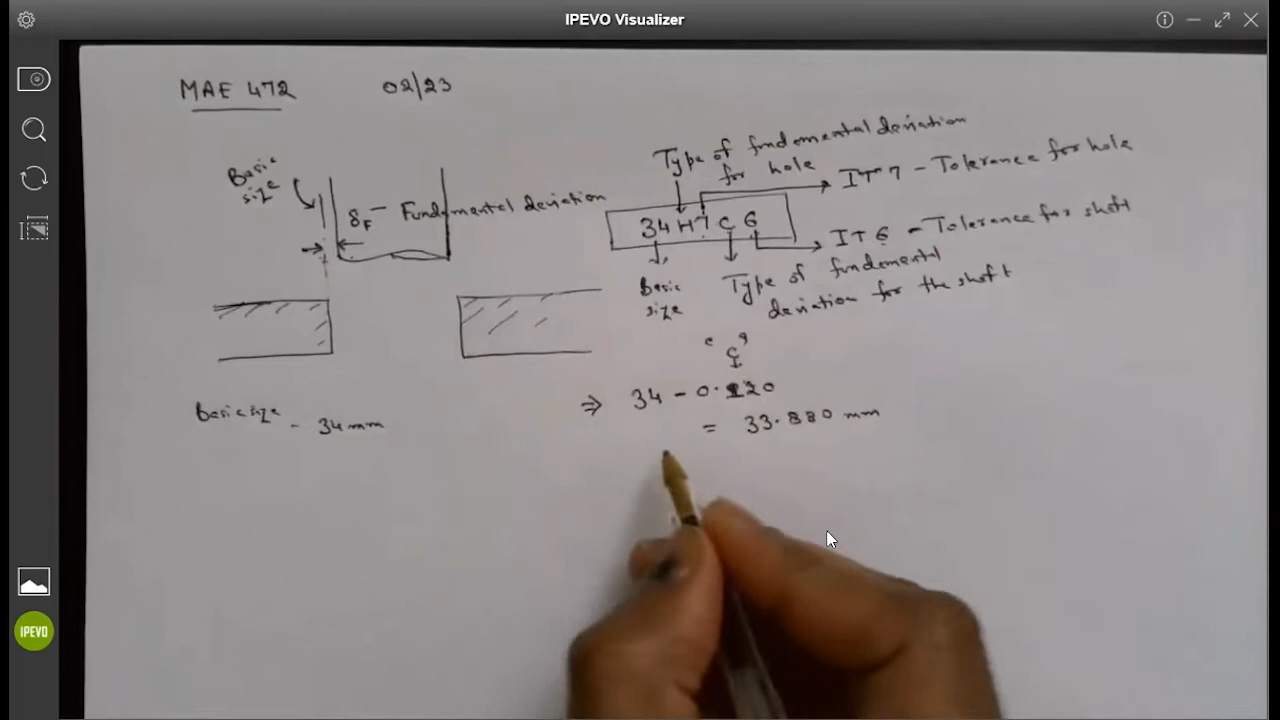 IPEVO Visualizer
MAE 472
02/23
Basic
size
δF – Fundamental deviation
Type of fundemental deviation
for hole
IT 7 – Tolerance for hole
34 H7 C 6
IT 6 – Tolerance for shaft
Basic
size
Type of fundemental
deviation for the shaft
"C"
⇒ 34 – 0.120
= 33.880 mm
Basic size – 34 mm
IPEVO